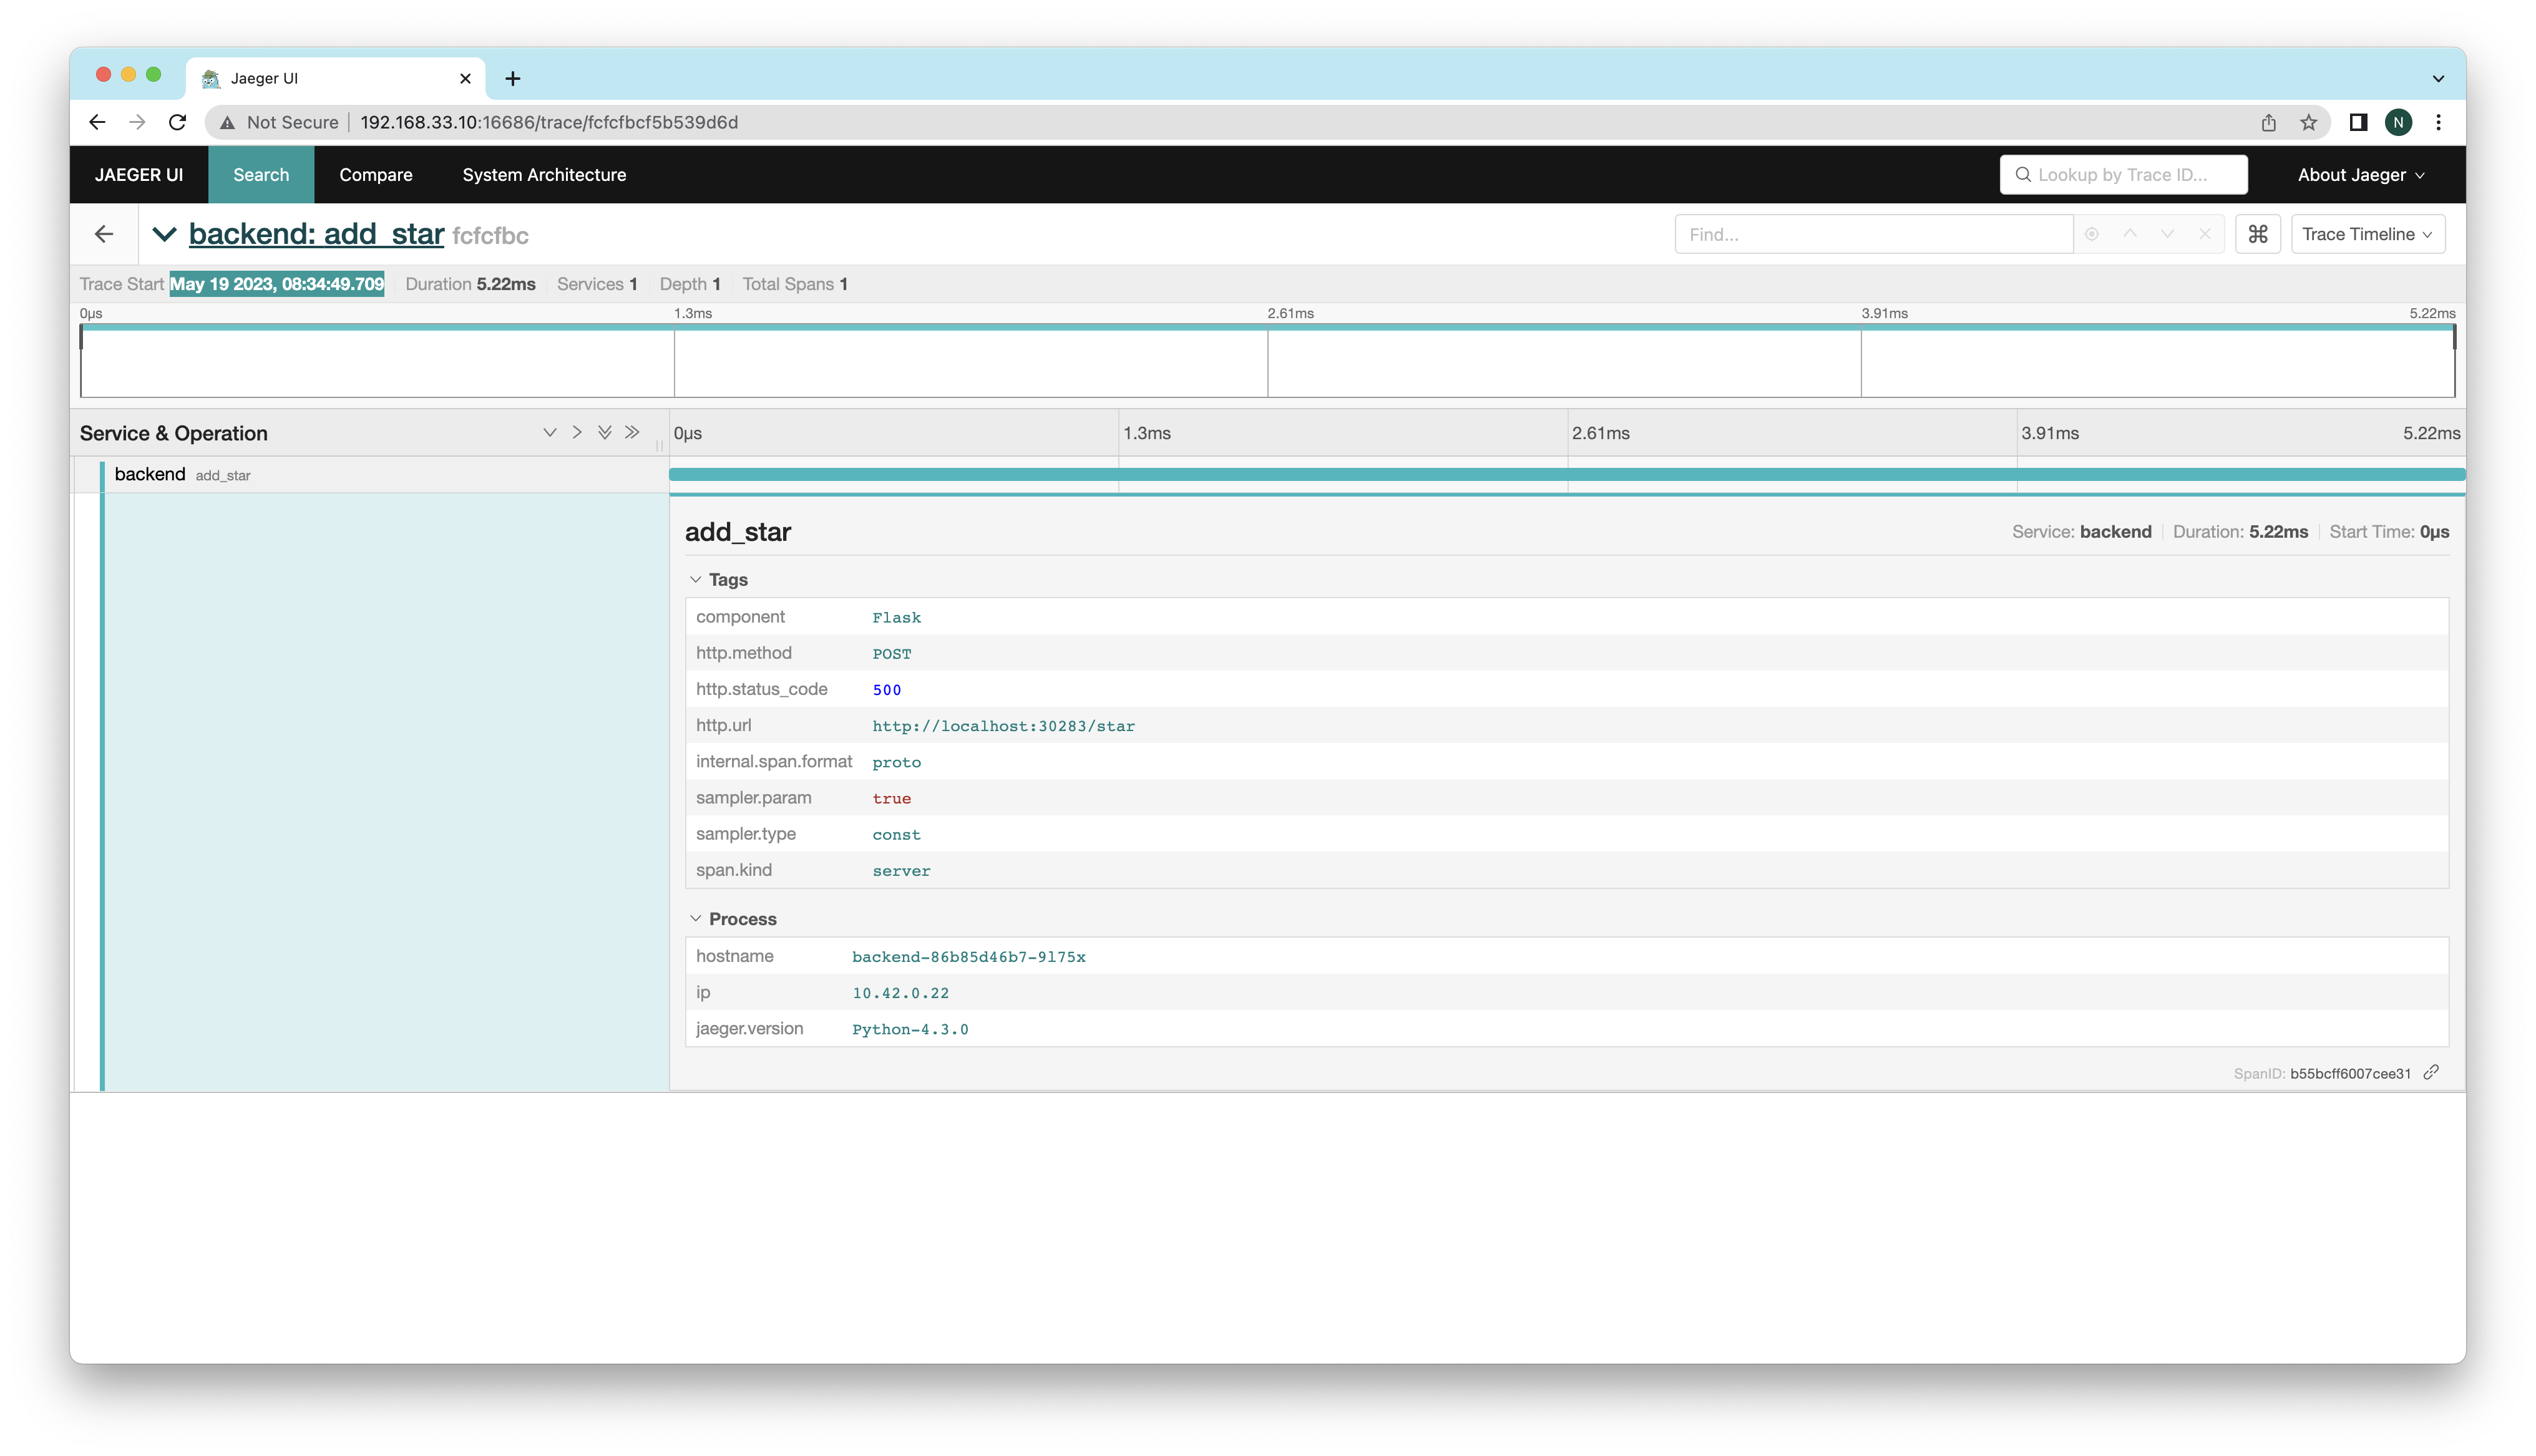 Jaeger UI
Not Secure 192.168.33.10:16686/trace/fcfcfbcf5b539d6d
N
JAEGER UI Search Compare System Architecture Lookup by Trace ID... About Jaeger
backend: add_star fcfcfbc Find... ⌘ Trace Timeline
Trace Start May 19 2023, 08:34:49.709 Duration 5.22ms Services 1 Depth 1 Total Spans 1
0μs 1.3ms 2.61ms 3.91ms 5.22ms
Service & Operation 0μs 1.3ms 2.61ms 3.91ms 5.22ms
backend add_star
add_star Service: backend Duration: 5.22ms Start Time: 0μs
Tags
component Flask
http.method POST
http.status_code 500
http.url http://localhost:30283/star
internal.span.format proto
sampler.param true
sampler.type const
span.kind server
Process
hostname backend-86b85d46b7-9l75x
ip 10.42.0.22
jaeger.version Python-4.3.0
SpanID: b55bcff6007cee31